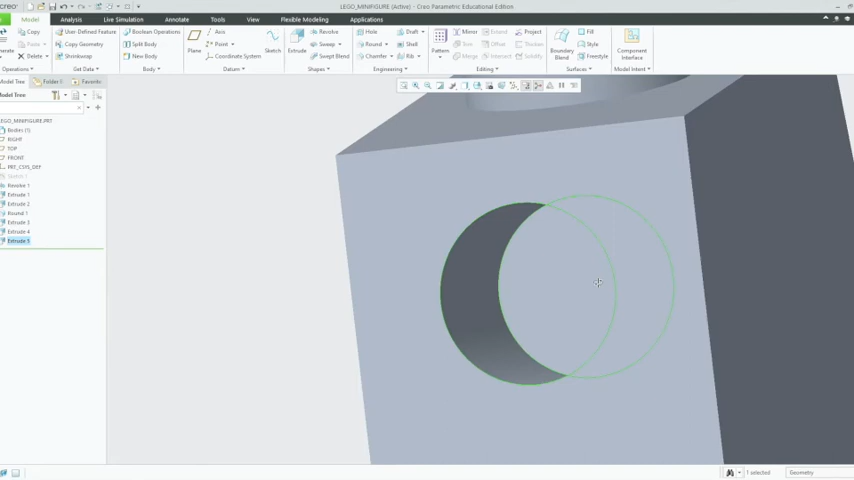 creo LEGO_MINIFIGURE (Active) - Creo Parametric Educational Edition
Model Analysis Live Simulation Annotate Tools View Flexible Modeling Applications
Copy User-Defined Feature Axis Revolve Hole Draft Mirror Extend Project Fill
Paste Copy Geometry Point Sweep Round Shell Trim Offset Thicken Style
Delete Shrinkwrap Coordinate System Swept Blend Chamfer Rib Merge Freestyle
Boolean Operations
Split Body
New Body
Plane Sketch Extrude Pattern Boundary Blend Component Interface
Operations Get Data Body Datum Shapes Engineering Editing Surfaces Model Intent
Model Tree Folder Favorite
Model Tree
LEGO_MINIFIGURE.PRT
Bodies (1)
RIGHT
TOP
FRONT
PRT_CSYS_DEF
Sketch 1
Revolve 1
Extrude 1
Extrude 2
Round 1
Extrude 3
Extrude 4
Extrude 5
1 selected Geometry